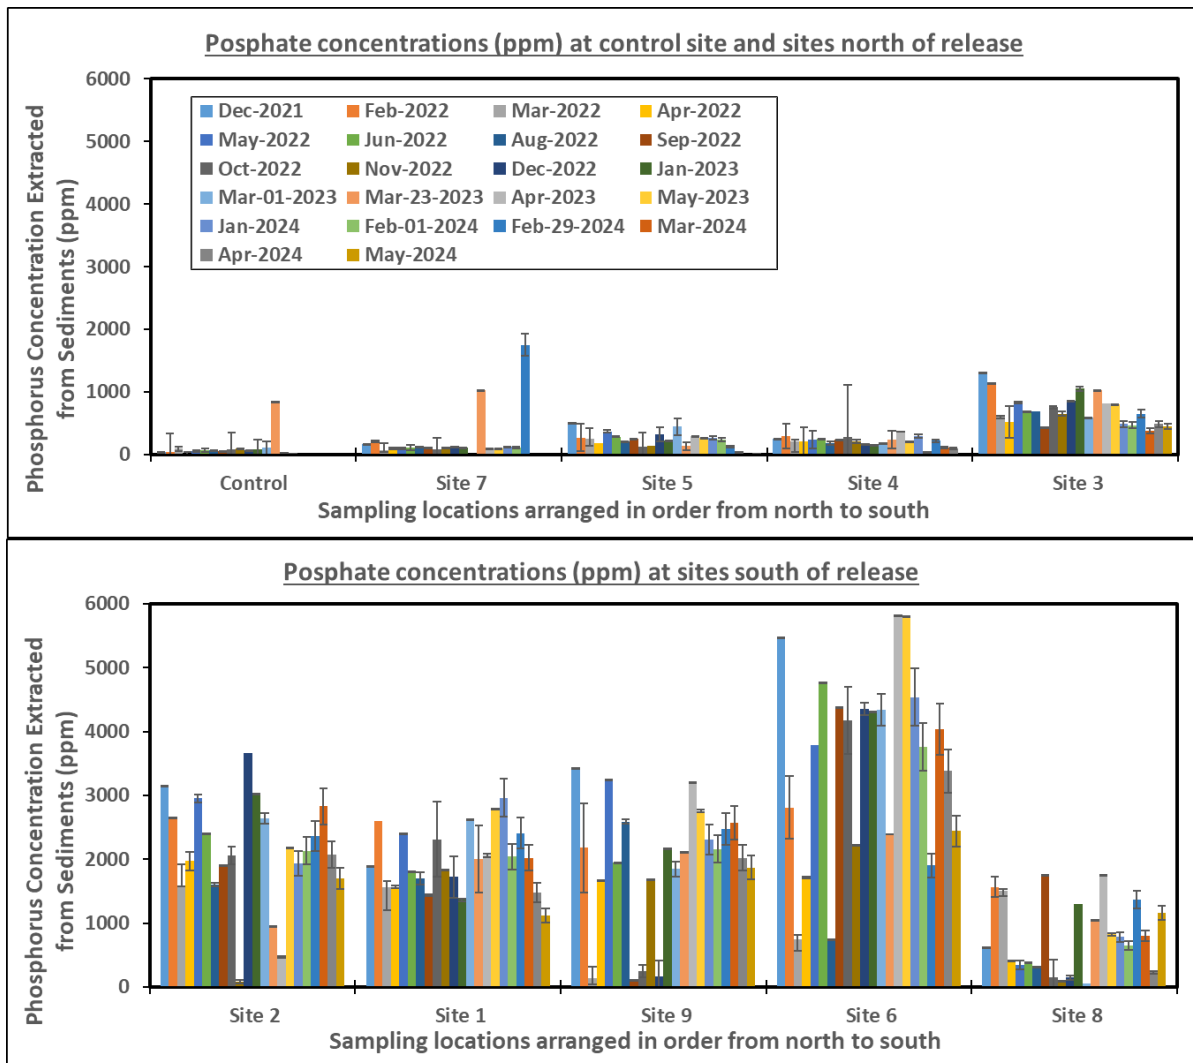 Posphate concentrations (ppm) at control site and sites north of release
Phosphorus Concentration Extracted
from Sediments (ppm)
6000
5000
4000
3000
2000
1000
0
Dec-2021 Feb-2022 Mar-2022 Apr-2022
May-2022 Jun-2022 Aug-2022 Sep-2022
Oct-2022 Nov-2022 Dec-2022 Jan-2023
Mar-01-2023 Mar-23-2023 Apr-2023 May-2023
Jan-2024 Feb-01-2024 Feb-29-2024 Mar-2024
Apr-2024 May-2024
Control Site 7 Site 5 Site 4 Site 3
Sampling locations arranged in order from north to south
Posphate concentrations (ppm) at sites south of release
Phosphorus Concentration Extracted
from Sediments (ppm)
6000
5000
4000
3000
2000
1000
0
Site 2 Site 1 Site 9 Site 6 Site 8
Sampling locations arranged in order from north to south